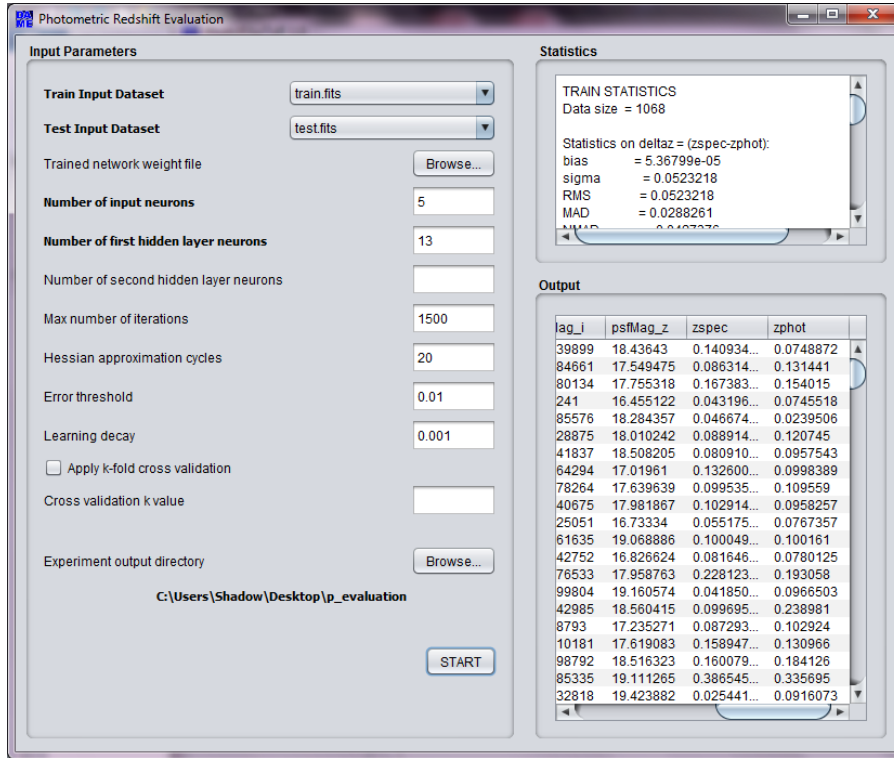 DAME Photometric Redshift Evaluation
Input Parameters
Train Input Dataset train.fits
Test Input Dataset test.fits
Trained network weight file Browse...
Number of input neurons 5
Number of first hidden layer neurons 13
Number of second hidden layer neurons
Max number of iterations 1500
Hessian approximation cycles 20
Error threshold 0.01
Learning decay 0.001
Apply k-fold cross validation
Cross validation k value
Experiment output directory Browse...
C:\Users\Shadow\Desktop\p_evaluation
START
Statistics
TRAIN STATISTICS
Data size = 1068
Statistics on deltaz = (zspec-zphot):
bias = 5.36799e-05
sigma = 0.0523218
RMS = 0.0523218
MAD = 0.0288261
Output
lag_i psfMag_z zspec zphot
39899 18.43643 0.140934... 0.0748872
84661 17.549475 0.086314... 0.131441
80134 17.755318 0.167383... 0.154015
241 16.455122 0.043196... 0.0745518
85576 18.284357 0.046674... 0.0239506
28875 18.010242 0.088914... 0.120745
41837 18.508205 0.080910... 0.0957543
64294 17.01961 0.132600... 0.0998389
78264 17.639639 0.099535... 0.109559
40675 17.981867 0.102914... 0.0958257
25051 16.73334 0.055175... 0.0767357
61635 19.068886 0.100049... 0.100161
42752 16.826624 0.081646... 0.0780125
76533 17.958763 0.228123... 0.193058
99804 19.160574 0.041850... 0.0966503
42985 18.560415 0.099695... 0.238981
8793 17.235271 0.087293... 0.102924
10181 17.619083 0.158947... 0.130966
98792 18.516323 0.160079... 0.184126
85335 19.111265 0.386545... 0.335695
32818 19.423882 0.025441... 0.0916073